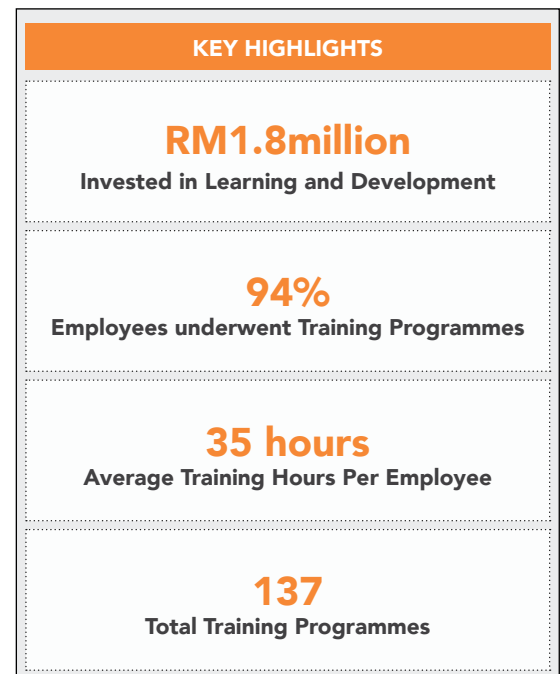 KEY HIGHLIGHTS
RM1.8million
Invested in Learning and Development
94%
Employees underwent Training Programmes
35 hours
Average Training Hours Per Employee
137
Total Training Programmes